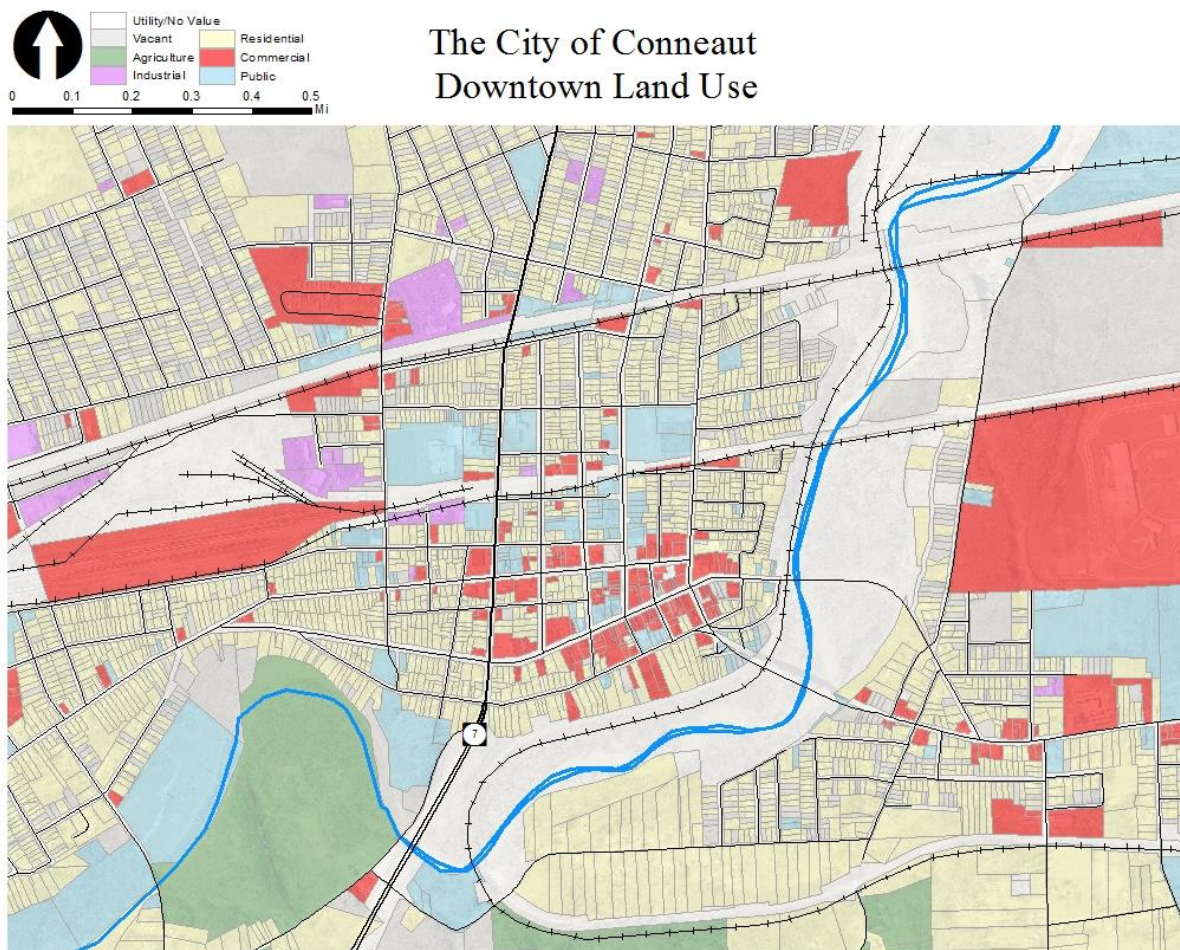 The City of Conneaut
Downtown Land Use
Utility/No Value
Vacant
Agriculture
Industrial
Residential
Commercial
Public
0 0.1 0.2 0.3 0.4 0.5
Mi
7